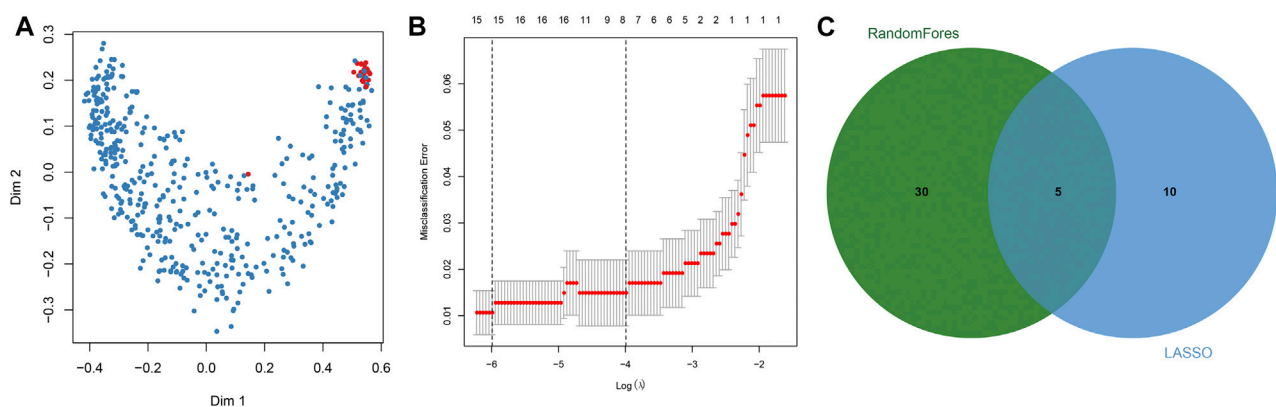 A
0.3
0.2
0.1
0.0
−0.1
−0.2
−0.3
Dim 2
−0.4 −0.2 0.0 0.2 0.4 0.6
Dim 1
B
15 15 16 16 16 11 9 8 7 6 6 5 2 2 1 1 1 1
0.06
0.05
0.04
0.03
0.02
0.01
Misclassification Error
−6 −5 −4 −3 −2
Log (λ)
C
RandomFores
30 5 10
LASSO